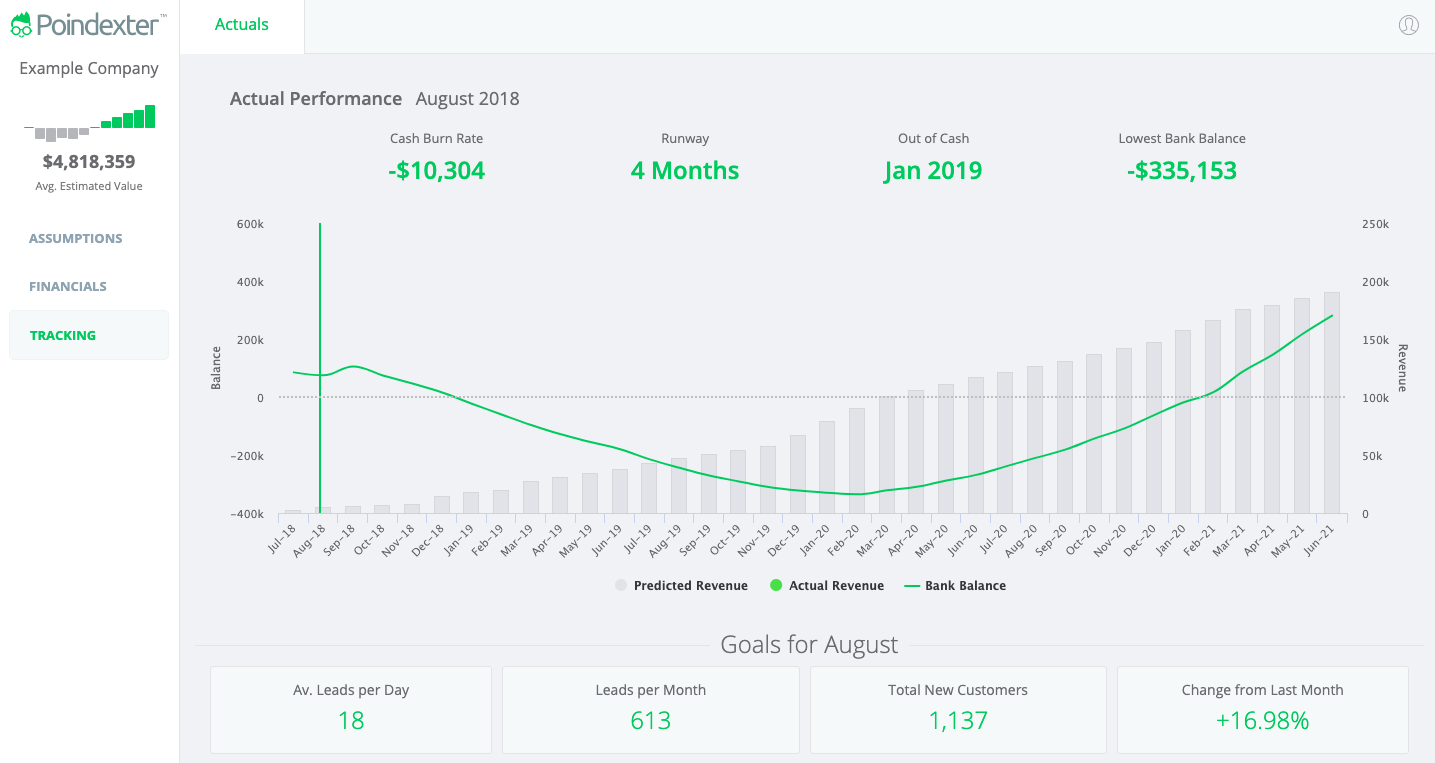 Poindexter™
Actuals
Example Company
$4,818,359
Avg. Estimated Value
ASSUMPTIONS
FINANCIALS
TRACKING
Actual Performance August 2018
Cash Burn Rate Runway Out of Cash Lowest Bank Balance
-$10,304 4 Months Jan 2019 -$335,153
600k 250k
400k 200k
200k 150k
Balance Revenue
0 100k
−200k 50k
−400k 0
Jul−18 Aug−18 Sep−18 Oct−18 Nov−18 Dec−18 Jan−19 Feb−19 Mar−19 Apr−19 May−19 Jun−19 Jul−19 Aug−19 Sep−19 Oct−19 Nov−19 Dec−19 Jan−20 Feb−20 Mar−20 Apr−20 May−20 Jun−20 Jul−20 Aug−20 Sep−20 Oct−20 Nov−20 Dec−20 Jan−20 Feb−21 Mar−21 Apr−21 May−21 Jun−21
Predicted Revenue Actual Revenue Bank Balance
Goals for August
Av. Leads per Day Leads per Month Total New Customers Change from Last Month
18 613 1,137 +16.98%